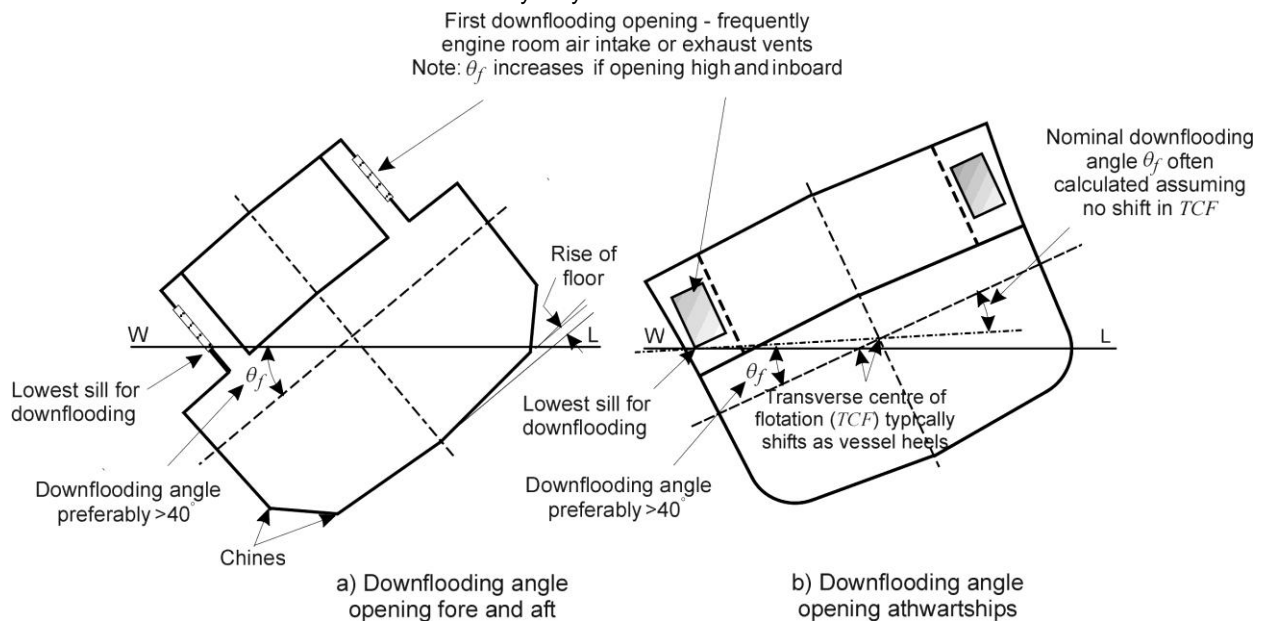 First downflooding opening - frequently
engine room air intake or exhaust vents
Note: θf increases if opening high and inboard
Nominal downflooding
angle θf often
calculated assuming
no shift in TCF
Rise of
floor
W
L
θf
Lowest sill for
downflooding
Downflooding angle
preferably >40°
Chines
a) Downflooding angle
opening fore and aft
W
L
θf
Lowest sill for
downflooding
Transverse centre of
flotation (TCF) typically
shifts as vessel heels
Downflooding angle
preferably >40°
b) Downflooding angle
opening athwartships